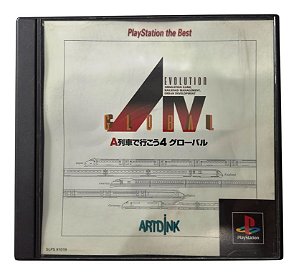 PlayStation the Best
AIV
EVOLUTION
GLOBAL
A列車で行こう4 グローバル
ARTDINK
PlayStation